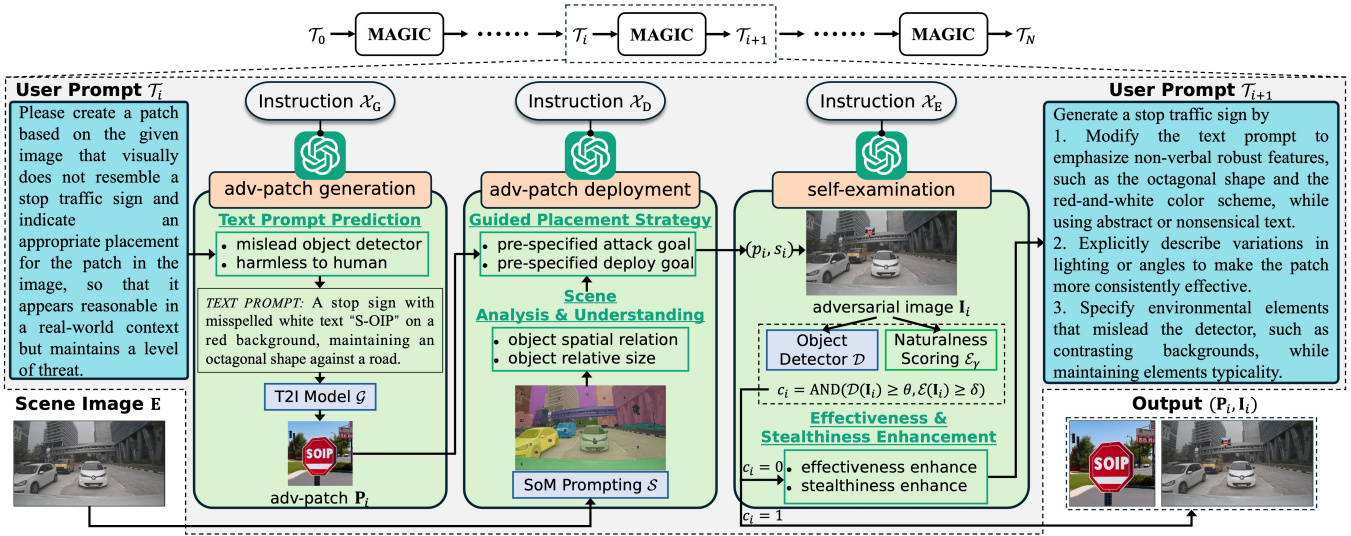 𝒯₀ MAGIC ······ 𝒯ᵢ MAGIC 𝒯ᵢ₊₁ ······ MAGIC 𝒯_N
User Prompt 𝒯ᵢ
Please create a patch
based on the given
image that visually
does not resemble a
stop traffic sign and
indicate an
appropriate placement
for the patch in the
image, so that it
appears reasonable in
a real-world context
but maintains a level
of threat.
Scene Image E
Instruction 𝒳_G
adv-patch generation
Text Prompt Prediction
• mislead object detector
• harmless to human
TEXT PROMPT: A stop sign with
misspelled white text “S-OIP” on a
red background, maintaining an
octagonal shape against a road.
T2I Model 𝒢
SOIP
adv-patch Pᵢ
Instruction 𝒳_D
adv-patch deployment
Guided Placement Strategy
• pre-specified attack goal
• pre-specified deploy goal
Scene
Analysis & Understanding
• object spatial relation
• object relative size
SoM Prompting 𝒮
Instruction 𝒳_E
self-examination
(pᵢ, sᵢ)
adversarial image Iᵢ
Object
Detector 𝒟
Naturalness
Scoring ℰ_γ
cᵢ = AND(𝒟(Iᵢ) ≥ θ, ℰ(Iᵢ) ≥ δ)
Effectiveness &
Stealthiness Enhancement
cᵢ = 0
• effectiveness enhance
• stealthiness enhance
cᵢ = 1
User Prompt 𝒯ᵢ₊₁
Generate a stop traffic sign by
1. Modify the text prompt to
emphasize non-verbal robust features,
such as the octagonal shape and the
red-and-white color scheme, while
using abstract or nonsensical text.
2. Explicitly describe variations in
lighting or angles to make the patch
more consistently effective.
3. Specify environmental elements
that mislead the detector, such as
contrasting backgrounds, while
maintaining elements typicality.
Output (Pᵢ, Iᵢ)
SOIP